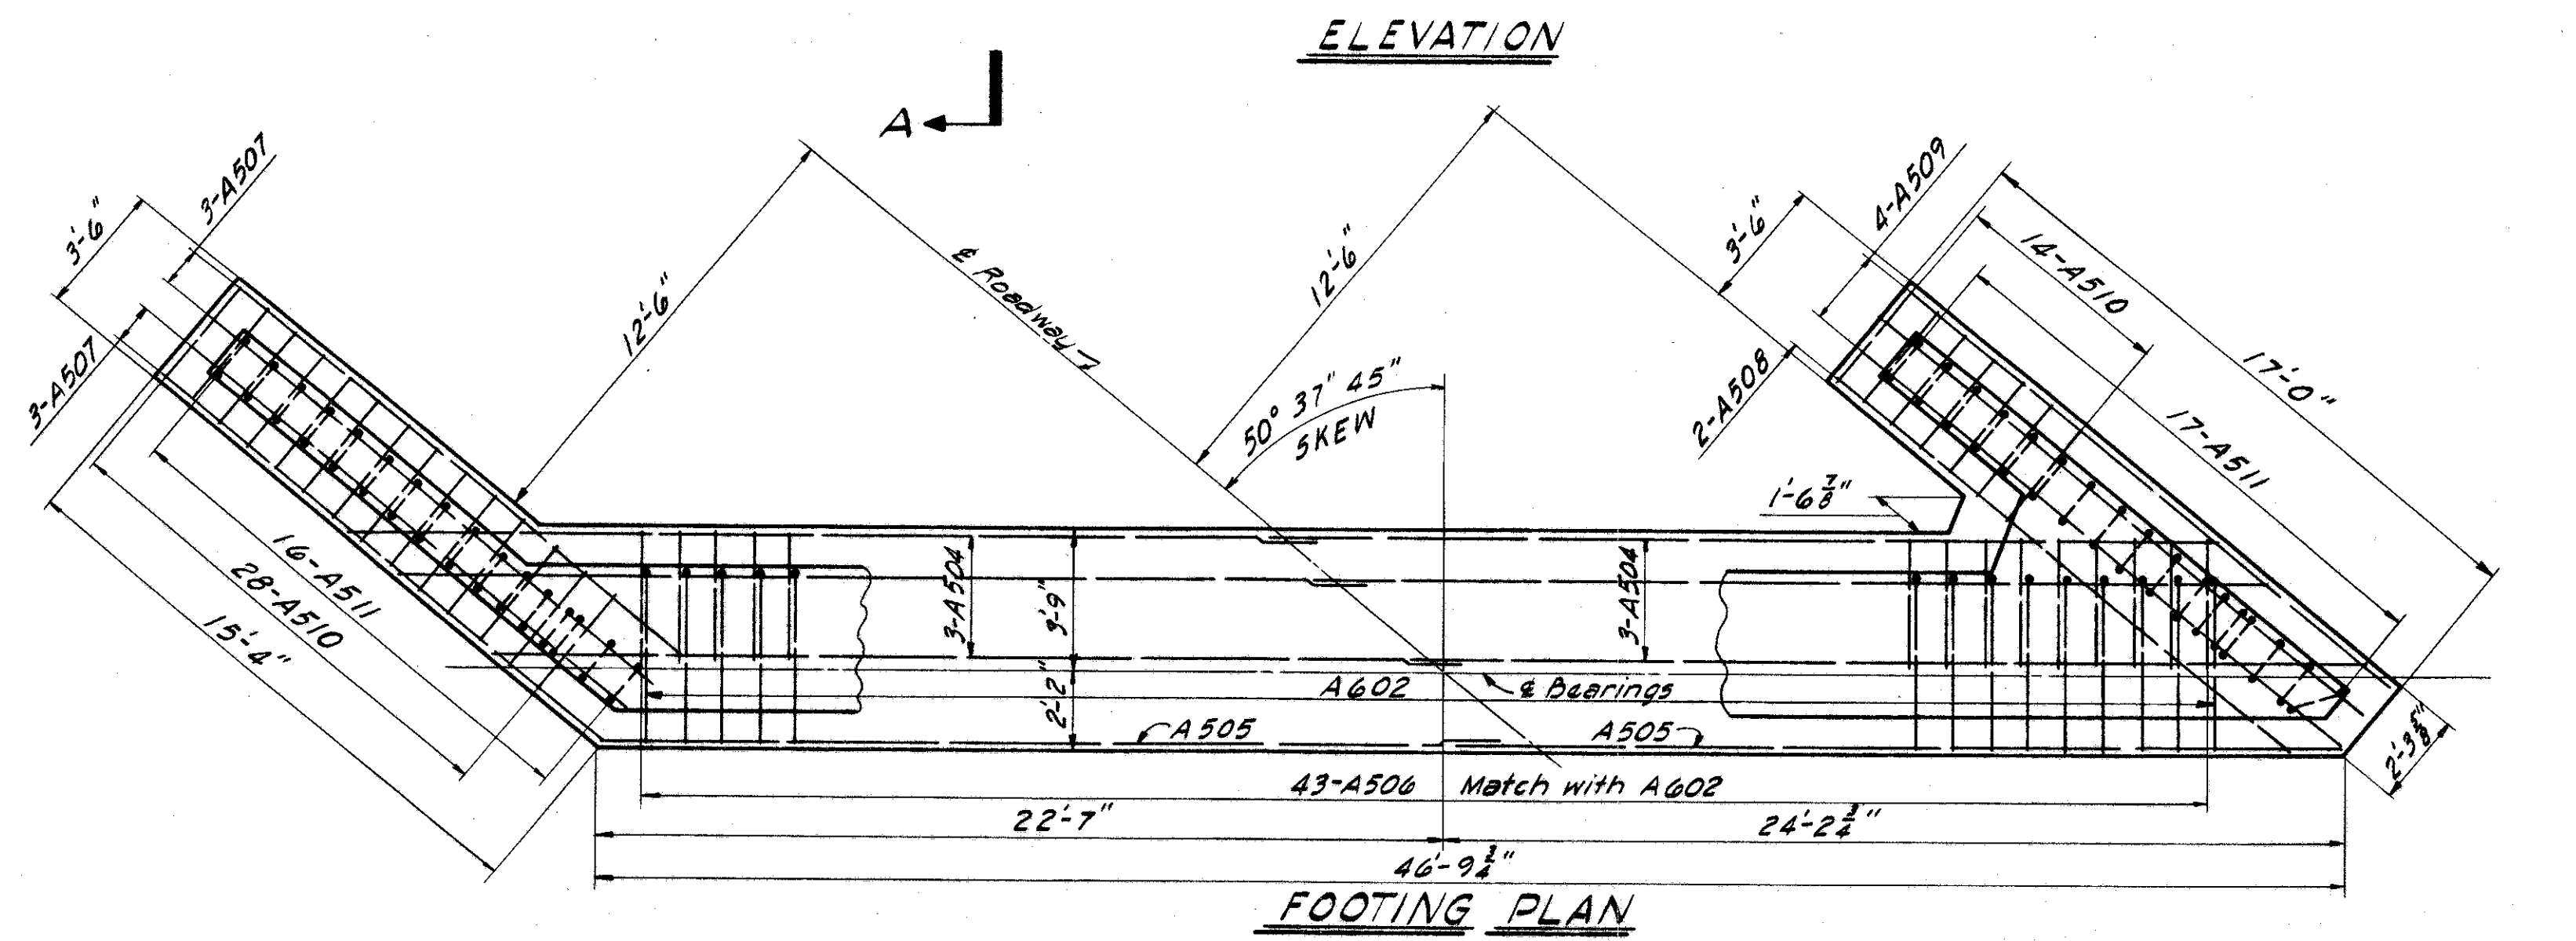 ELEVATION
A
3-A507
3'-6"
3-A507
12'-6"
℄ Roadway
12'-6"
50° 37" 45"
SKEW
3'-6"
4-A509
14-A510
17'-0"
17-A511
2-A508
1'-6 7/8"
16-A511
28-A510
15'-4"
3-A504
3'-9"
2'-2"
3-A504
A602
℄ Bearings
A505
A505
2'-3 5/8"
43-A506 Match with A602
22'-7"
24'-2 3/4"
46'-9 3/4"
FOOTING PLAN